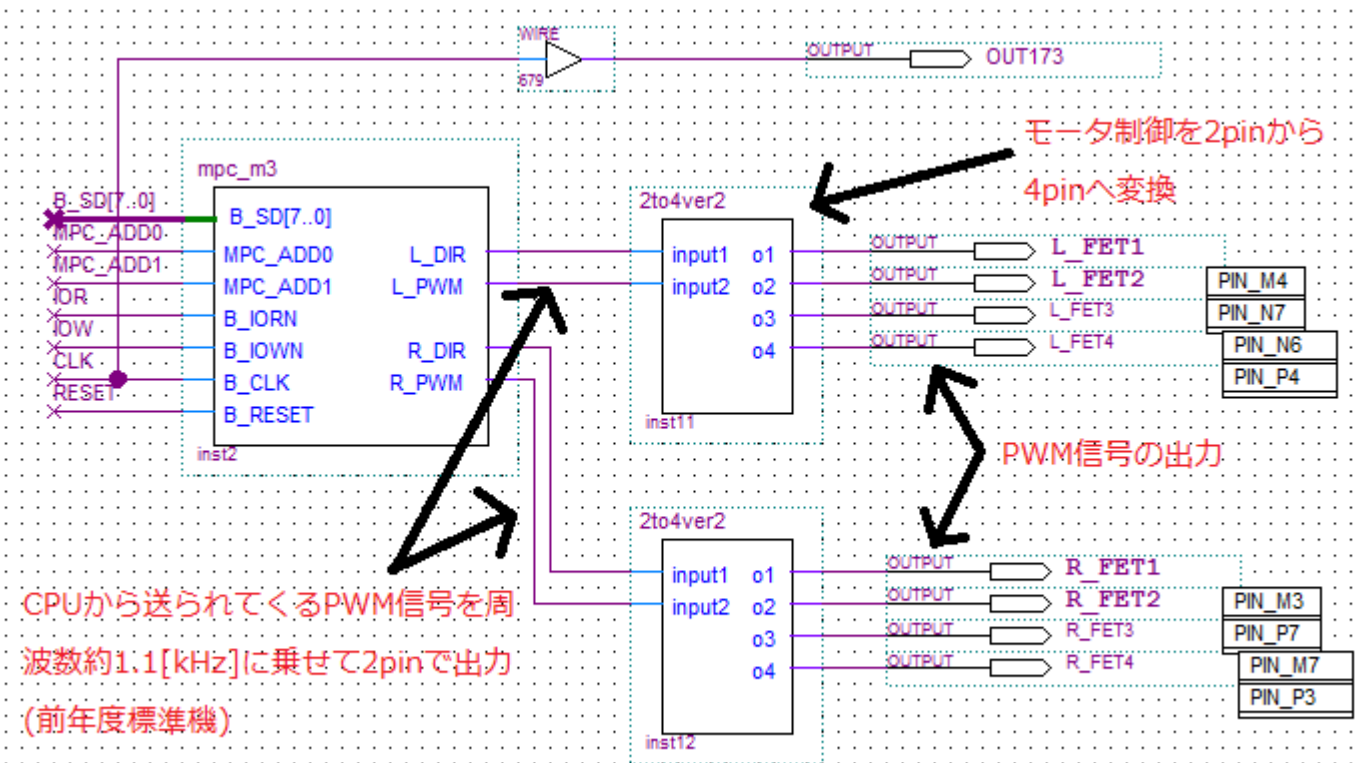 WIRE
679
OUTPUT
OUT173
モータ制御を2pinから
4pinへ変換
mpc_m3
B_SD[7..0]
MPC_ADD0
MPC_ADD1
IOR
IOW
CLK
RESET
B_SD[7..0]
MPC_ADD0 L_DIR
MPC_ADD1 L_PWM
B_IORN
B_IOWN R_DIR
B_CLK R_PWM
B_RESET
inst2
2to4ver2
input1 o1
input2 o2
o3
o4
inst11
OUTPUT L_FET1
OUTPUT L_FET2
OUTPUT L_FET3
OUTPUT L_FET4
PIN_M4
PIN_N7
PIN_N6
PIN_P4
PWM信号の出力
2to4ver2
input1 o1
input2 o2
o3
o4
inst12
OUTPUT R_FET1
OUTPUT R_FET2
OUTPUT R_FET3
OUTPUT R_FET4
PIN_M3
PIN_P7
PIN_M7
PIN_P3
CPUから送られてくるPWM信号を周
波数約1.1[kHz]に乗せて2pinで出力
(前年度標準機)